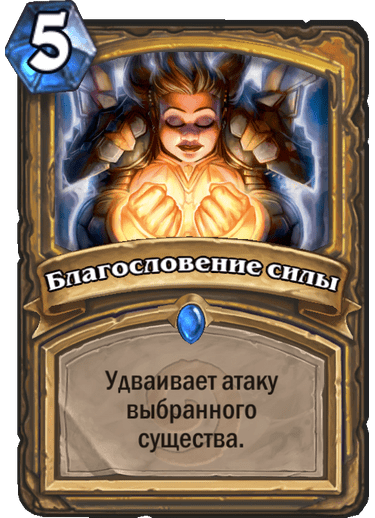 5
Благословение силы
Удваивает атаку
выбранного
существа.